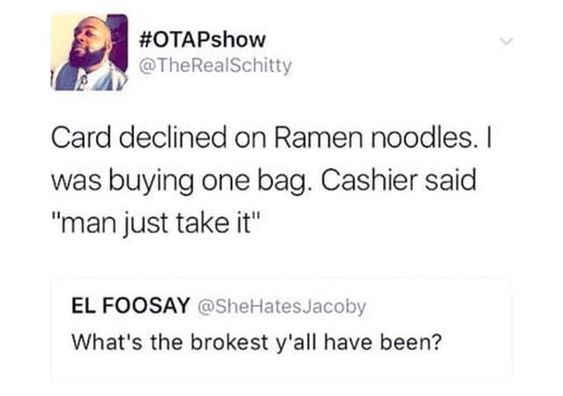 #OTAPshow
@TheRealSchitty
Card declined on Ramen noodles. I
was buying one bag. Cashier said
"man just take it"
EL FOOSAY @SheHatesJacoby
What's the brokest y'all have been?